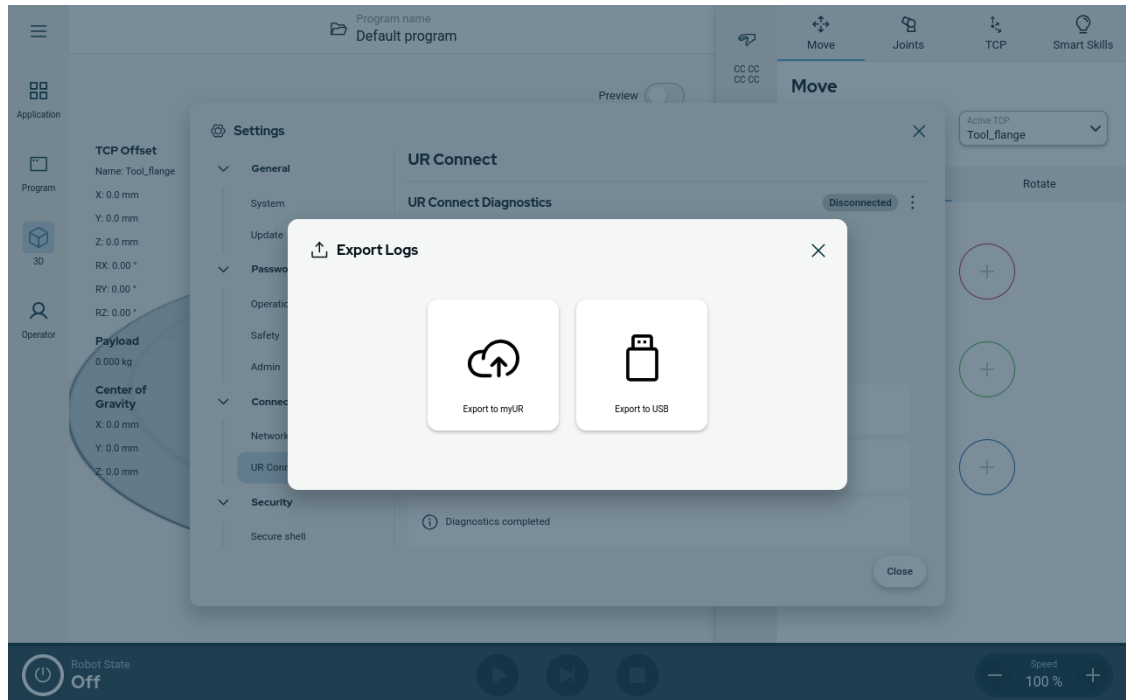 Program name
Default program
Application
Program
3D
Operator
Preview
TCP Offset
Name: Tool_flange
X: 0.0 mm
Y: 0.0 mm
Z: 0.0 mm
RX: 0.00 °
RY: 0.00 °
RZ: 0.00 °
Payload
0.000 kg
Center of
Gravity
X: 0.0 mm
Y: 0.0 mm
Z: 0.0 mm
Settings
General
System
Update
Operatio
Safety
Admin
Network
Security
Secure shell
UR Connect
UR Connect Diagnostics
Disconnected
Export Logs
Export to myUR
Export to USB
Diagnostics completed
Close
CC CC
CC CC
Move
Joints
TCP
Smart Skills
Move
Active TCP
Tool_flange
Rotate
Robot State
Off
Speed
100 %